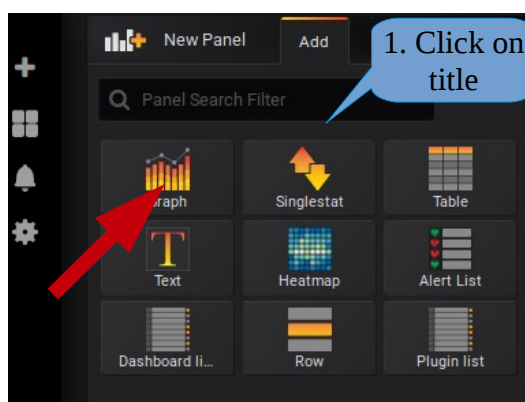 New Panel
Add
1. Click on
title
Panel Search Filter
Graph
Singlestat
Table
T
Text
Heatmap
Alert List
Dashboard li...
Row
Plugin list